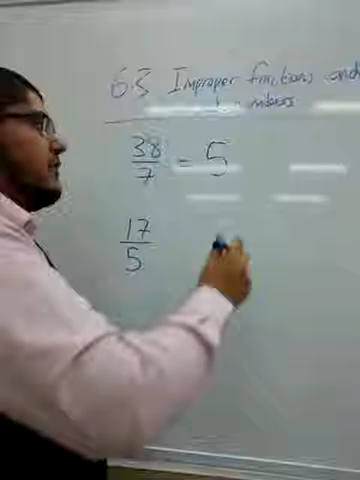 6.3 Improper fractions and
38/7 = 5
17/5